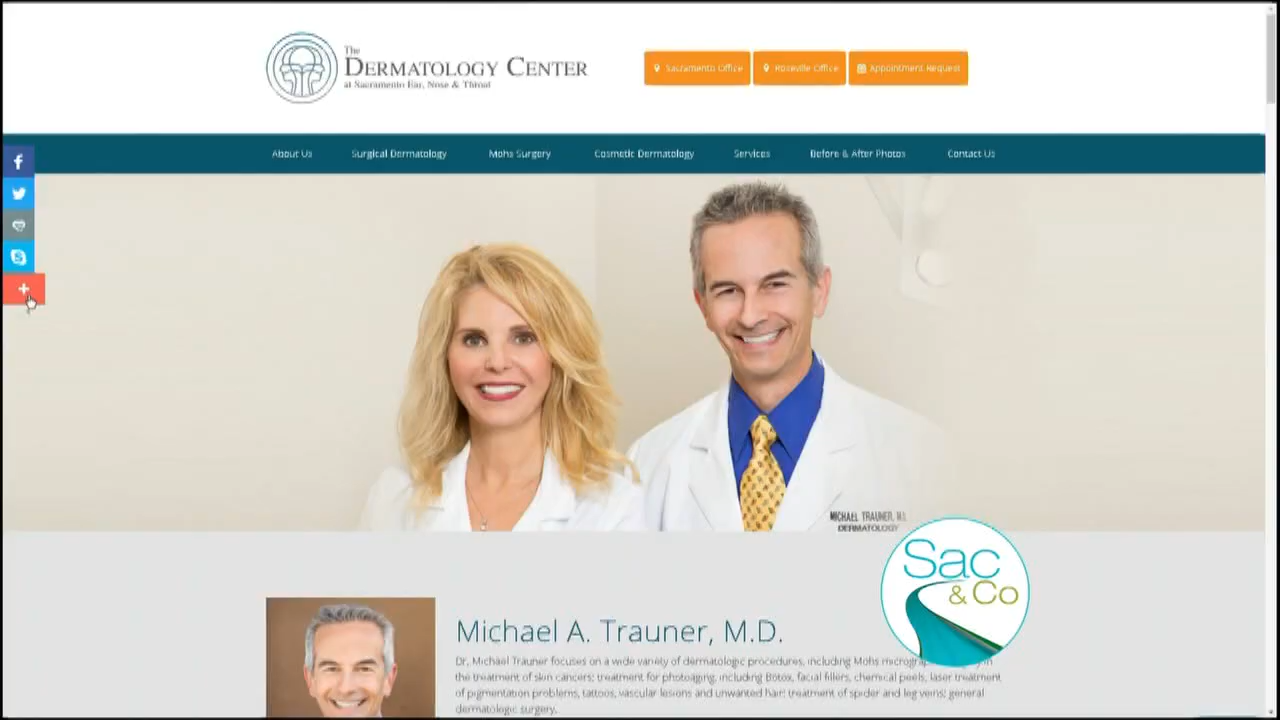 The
DERMATOLOGY CENTER
at Sacramento Ear, Nose & Throat
Sacramento Office
Roseville Office
Appointment Request
About Us
Surgical Dermatology
Mohs Surgery
Cosmetic Dermatology
Services
Before & After Photos
Contact Us
MICHAEL TRAUNER, M.D.
DERMATOLOGY
Sac
& Co
Michael A. Trauner, M.D.
Dr. Michael Trauner focuses on a wide variety of dermatologic procedures, including Mohs microgra
the treatment of skin cancers; treatment for photoaging, including Botox, facial fillers, chemical peels, laser treatment
of pigmentation problems, tattoos, vascular lesions and unwanted hair; treatment of spider and leg veins; general
dermatologic surgery.